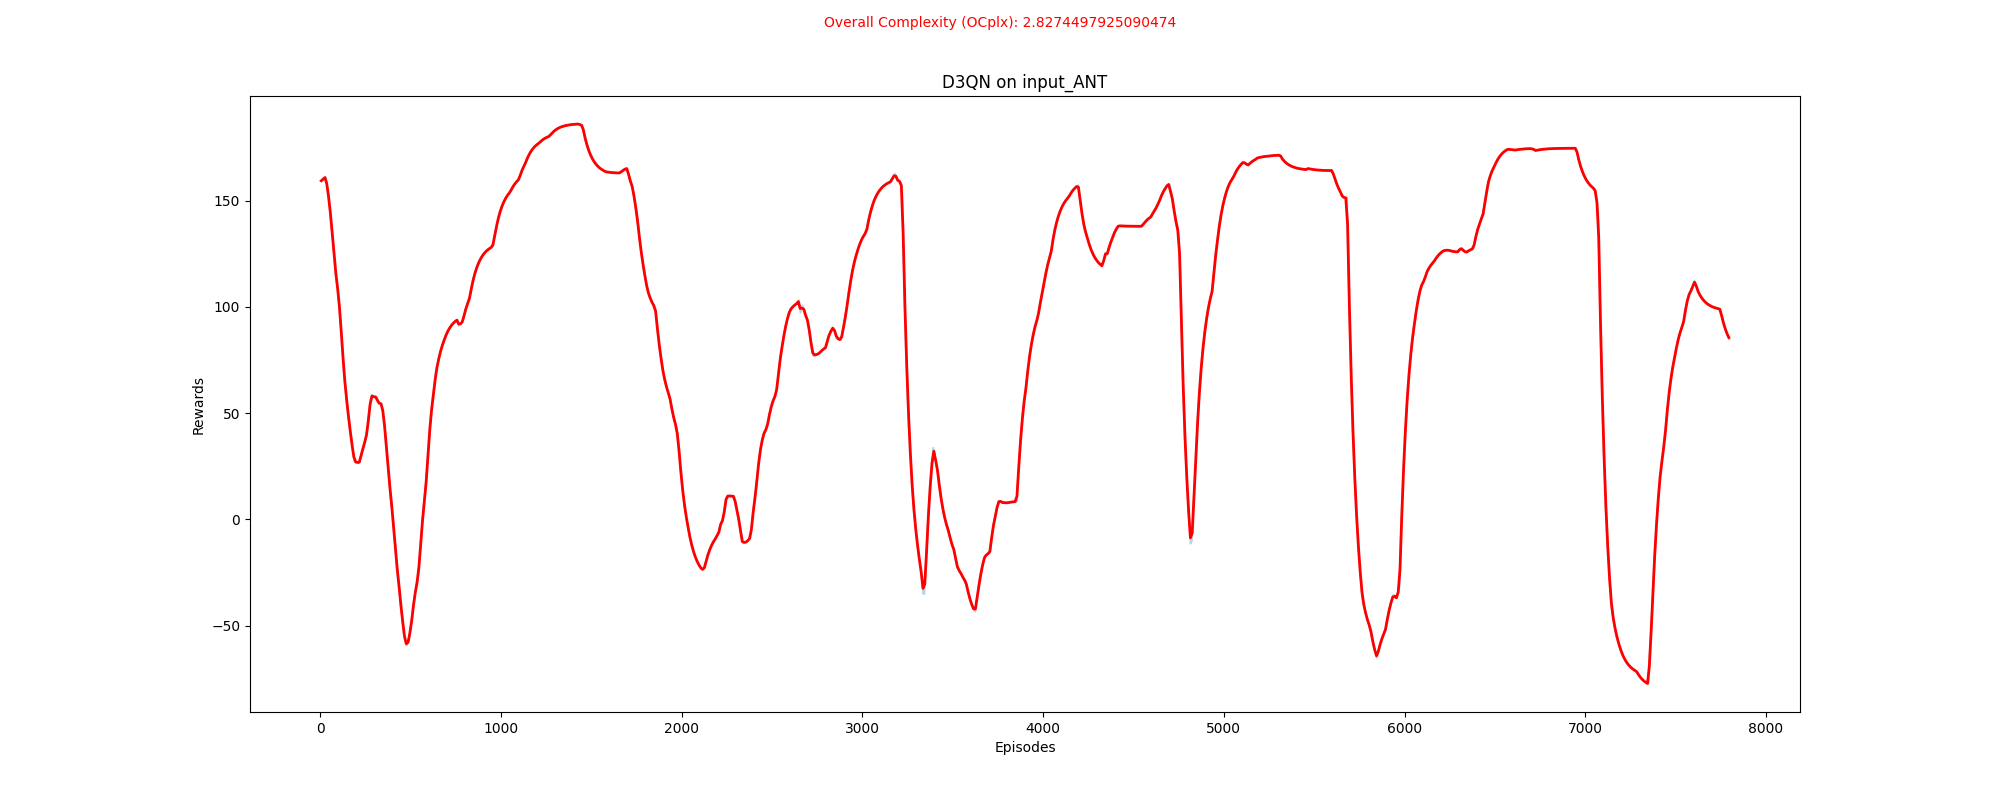 Overall Complexity (OCplx): 2.8274497925090474
D3QN on input_ANT
150
100
50
0
−50
Rewards
0 1000 2000 3000 4000 5000 6000 7000 8000
Episodes